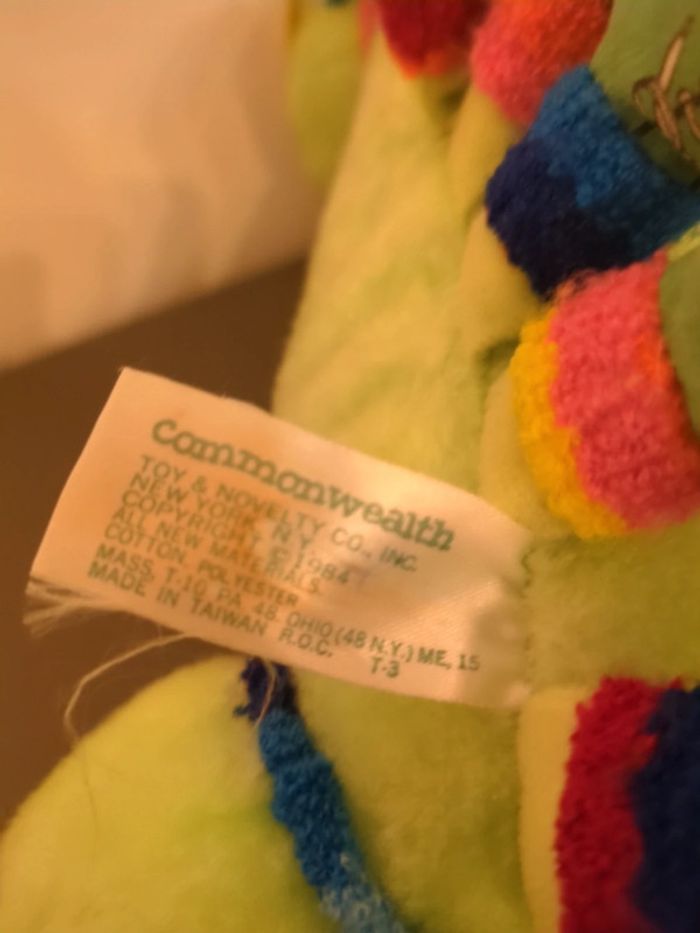 commonwealth
TOY & NOVELTY CO., INC.
NEW YORK, N.Y.
COPYRIGHT © 1984
ALL NEW MATERIALS.
COTTON, POLYESTER
MASS. T-10, PA. 48, OHIO (48 N.Y.) ME, 15
MADE IN TAIWAN R.O.C. T-3